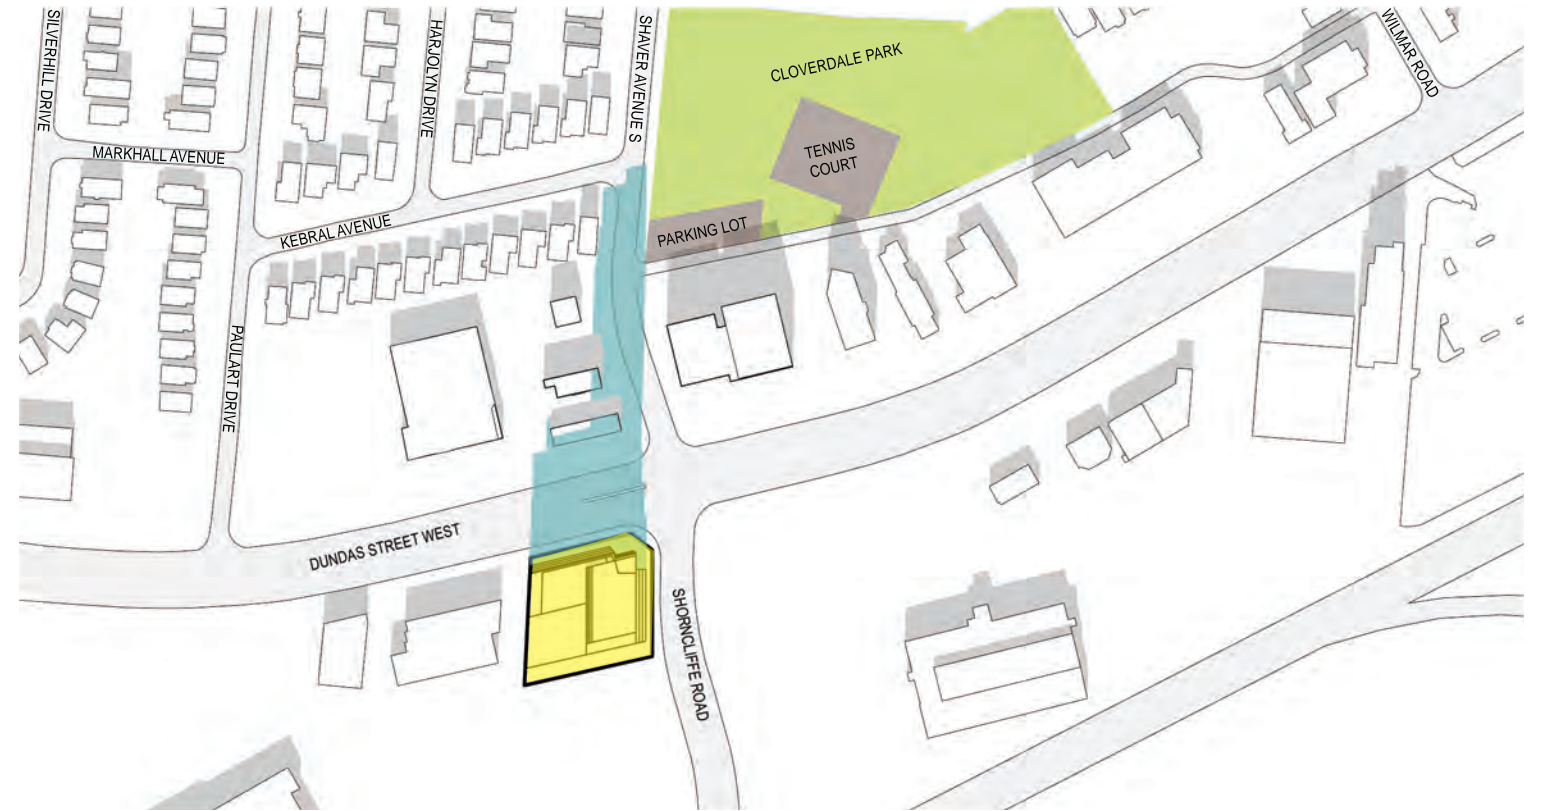 SILVERHILL DRIVE
HARJOLYN DRIVE
SHAVER AVENUE S
CLOVERDALE PARK
WILMAR ROAD
TENNIS
COURT
MARKHALL AVENUE
KEBRAL AVENUE
PARKING LOT
PAULART DRIVE
DUNDAS STREET WEST
SHORNCLIFFE ROAD